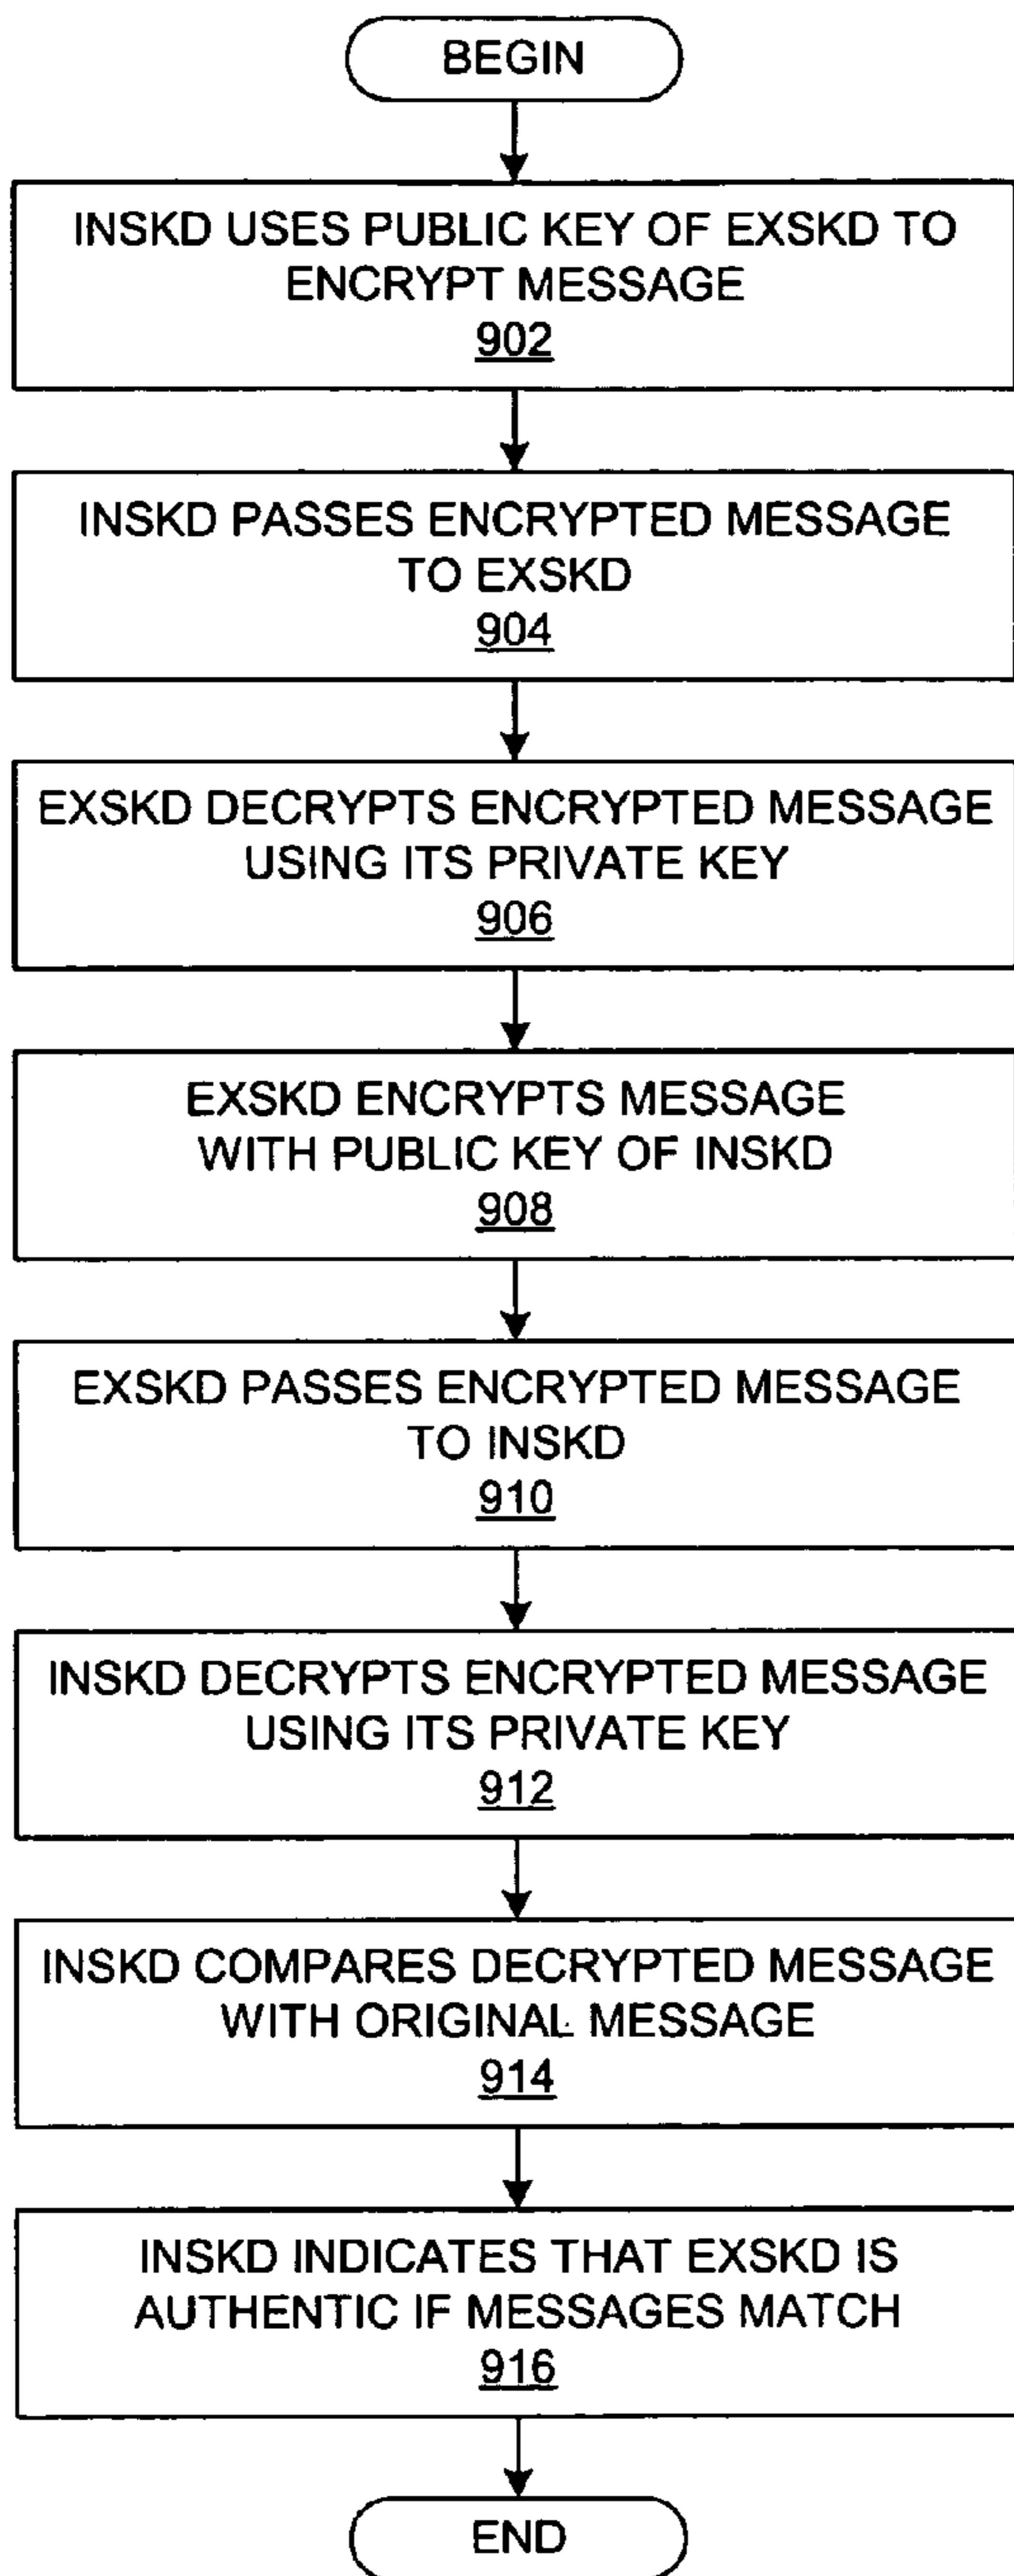 BEGIN
INSKD USES PUBLIC KEY OF EXSKD TO
ENCRYPT MESSAGE
902
INSKD PASSES ENCRYPTED MESSAGE
TO EXSKD
904
EXSKD DECRYPTS ENCRYPTED MESSAGE
USING ITS PRIVATE KEY
906
EXSKD ENCRYPTS MESSAGE
WITH PUBLIC KEY OF INSKD
908
EXSKD PASSES ENCRYPTED MESSAGE
TO INSKD
910
INSKD DECRYPTS ENCRYPTED MESSAGE
USING ITS PRIVATE KEY
912
INSKD COMPARES DECRYPTED MESSAGE
WITH ORIGINAL MESSAGE
914
INSKD INDICATES THAT EXSKD IS
AUTHENTIC IF MESSAGES MATCH
916
END